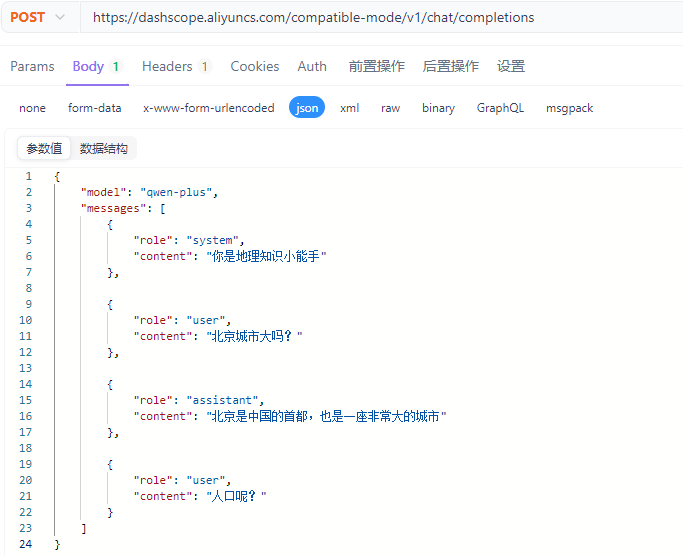 POST https://dashscope.aliyuncs.com/compatible-mode/v1/chat/completions
Params Body 1 Headers 1 Cookies Auth 前置操作 后置操作 设置
none form-data x-www-form-urlencoded json xml raw binary GraphQL msgpack
参数值 数据结构
1 {
2 "model": "qwen-plus",
3 "messages": [
4 {
5 "role": "system",
6 "content": "你是地理知识小能手"
7 },
8
9 {
10 "role": "user",
11 "content": "北京城市大吗？"
12 },
13
14 {
15 "role": "assistant",
16 "content": "北京是中国的首都，也是一座非常大的城市"
17 },
18
19 {
20 "role": "user",
21 "content": "人口呢？"
22 }
23 ]
24 }